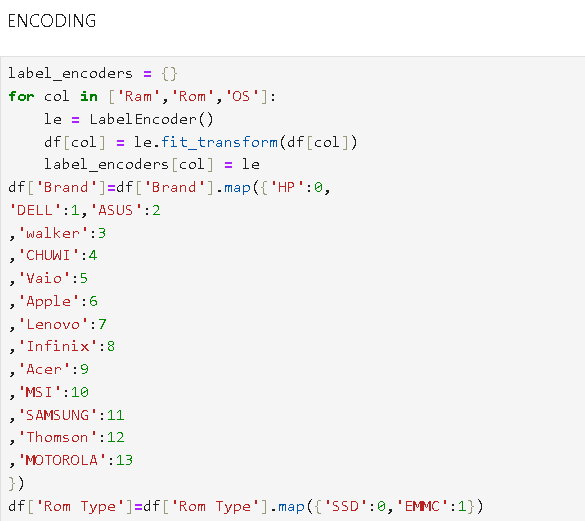 ENCODING
label_encoders = {}
for col in ['Ram','Rom','OS']:
    le = LabelEncoder()
    df[col] = le.fit_transform(df[col])
    label_encoders[col] = le
df['Brand']=df['Brand'].map({'HP':0,
'DELL':1,'ASUS':2
,'walker':3
,'CHUWI':4
,'Vaio':5
,'Apple':6
,'Lenovo':7
,'Infinix':8
,'Acer':9
,'MSI':10
,'SAMSUNG':11
,'Thomson':12
,'MOTOROLA':13
})
df['Rom Type']=df['Rom Type'].map({'SSD':0,'EMMC':1})